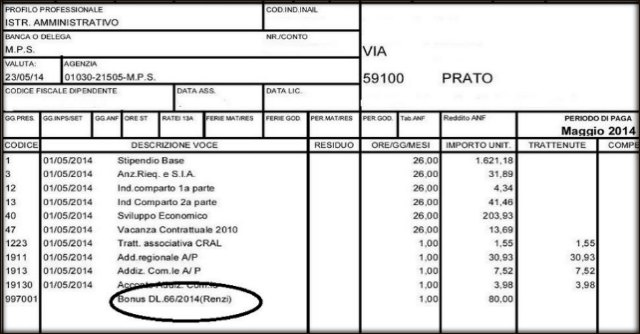 PROFILO PROFESSIONALE COD.IND.INAIL
ISTR. AMMINISTRATIVO
BANCA O DELEGA NR./CONTO
M.P.S. VIA
VALUTA: AGENZIA
23/05/14 01030-21505-M.P.S. 59100 PRATO
CODICE FISCALE DIPENDENTE DATA ASS. DATA LIC.
GG PRES. GG.INPS/SET GG.ANF ORE ST RATEI 13A FERIE MAT/RES FERIE GOD. PER.MAT/RES PER.GOD. Tab.ANF Reddito ANF PERIODO DI PAGA
Maggio 2014
CODICE DESCRIZIONE VOCE RESIDUO ORE/GG/MESI IMPORTO UNIT. TRATTENUTE COMPE
1 01/05/2014 Stipendio Base 26,00 1.621,18
3 01/05/2014 Anz.Rieq. e S.I.A. 26,00 31,89
12 01/05/2014 Ind.comparto 1a parte 26,00 4,34
13 01/05/2014 Ind Comparto 2a parte 26,00 41,46
40 01/05/2014 Sviluppo Economico 26,00 203,93
47 01/05/2014 Vacanza Contrattuale 2010 26,00 13,69
1223 01/05/2014 Tratt. associativa CRAL 1,00 1,55 1,55
1911 01/05/2014 Add.regionale A/P 1,00 30,93 30,93
1913 01/05/2014 Addiz. Com.le A/ P 1,00 7,52 7,52
19130 01/05/2014 Acconto Addiz. Com.le 1,00 3,98 3,98
997001 Bonus DL.66/2014(Renzi) 1,00 80,00